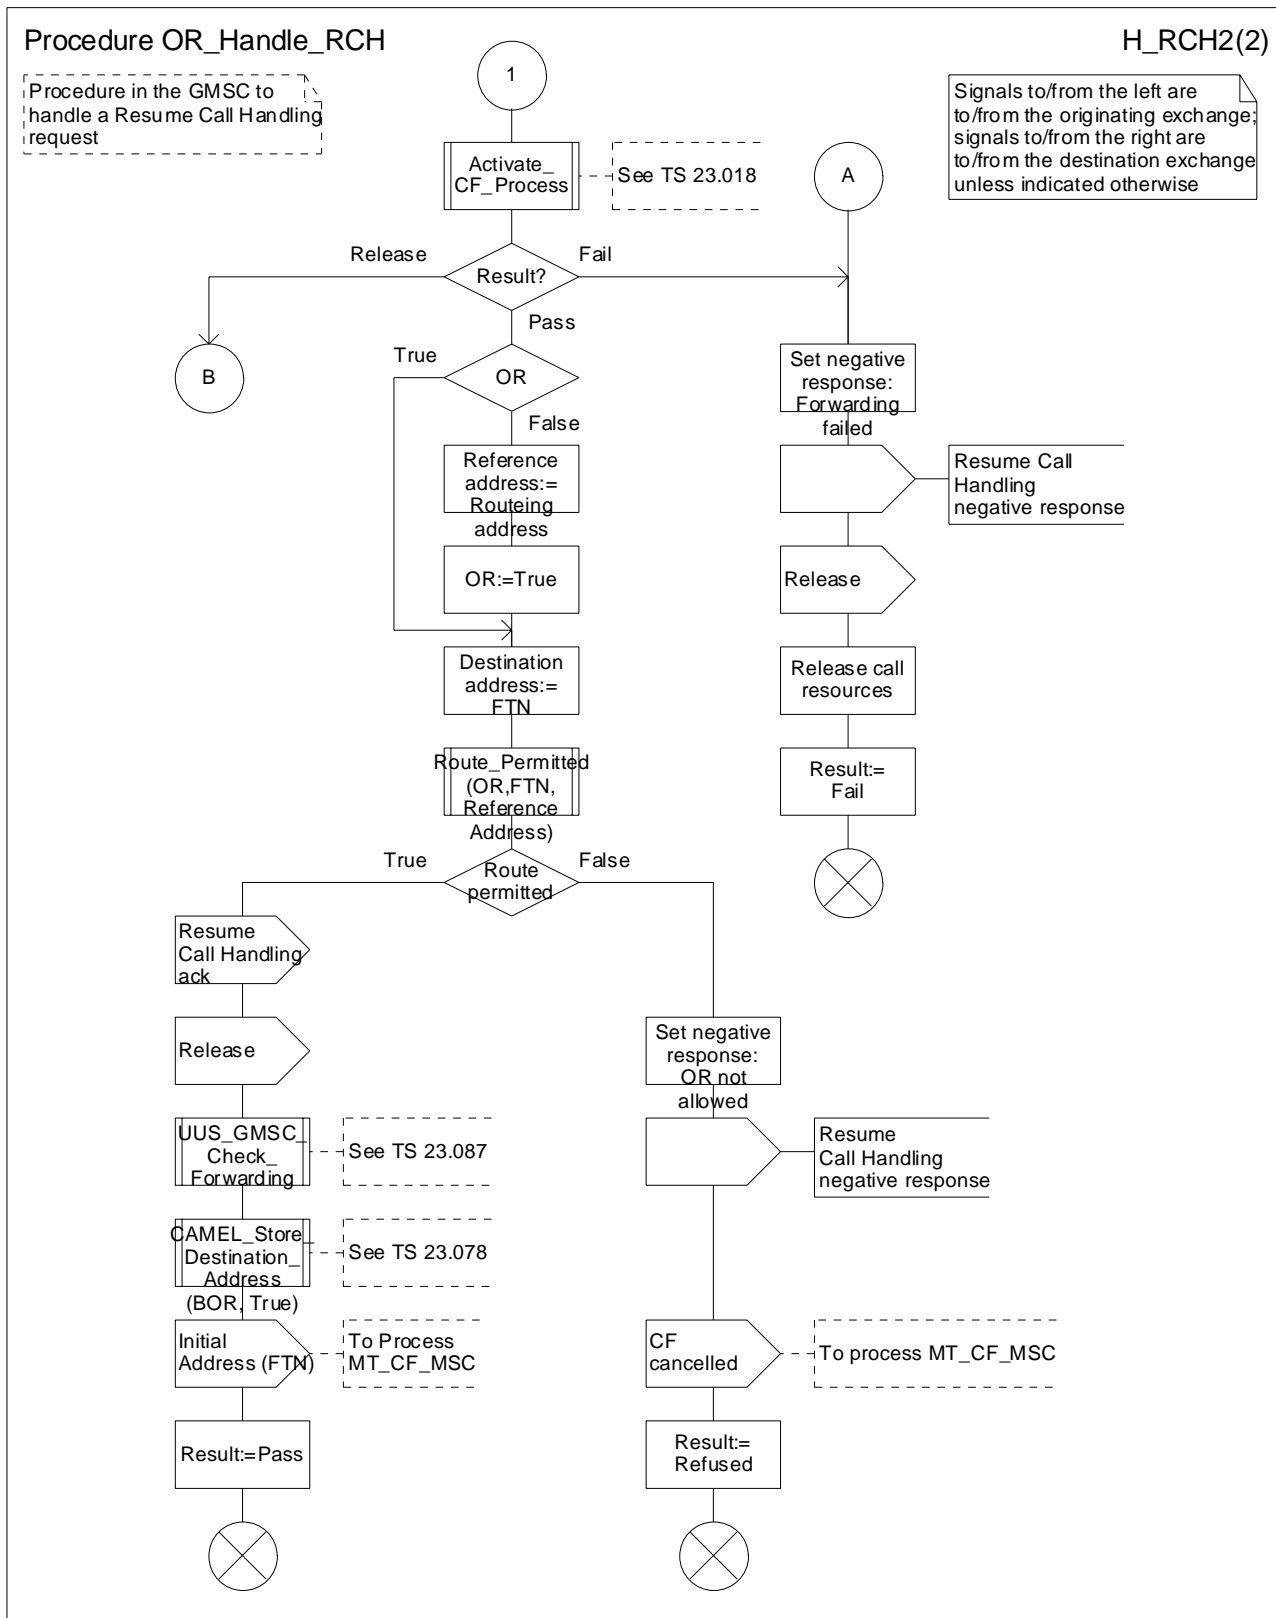 Procedure OR_Handle_RCH
H_RCH2(2)
Procedure in the GMSC to
handle a Resume Call Handling
request
1
Signals to/from the left are
to/from the originating exchange;
signals to/from the right are
to/from the destination exchange
unless indicated otherwise
Activate_
CF_Process
See TS 23.018
A
Release
Result?
Fail
Pass
B
True
OR
False
Set negative
response:
Forwarding
failed
Reference
address:=
Routeing
address
Resume Call
Handling
negative response
OR:=True
Release
Destination
address:=
FTN
Release call
resources
Route_Permitted
(OR,FTN,
Reference
Address)
Result:=
Fail
True
Route
permitted
False
Resume
Call Handling
ack
Release
Set negative
response:
OR not
allowed
UUS_GMSC_
Check_
Forwarding
See TS 23.087
Resume
Call Handling
negative response
CAMEL_Store_
Destination_
Address
(BOR, True)
See TS 23.078
Initial
Address (FTN)
To Process
MT_CF_MSC
CF
cancelled
To process MT_CF_MSC
Result:=Pass
Result:=
Refused